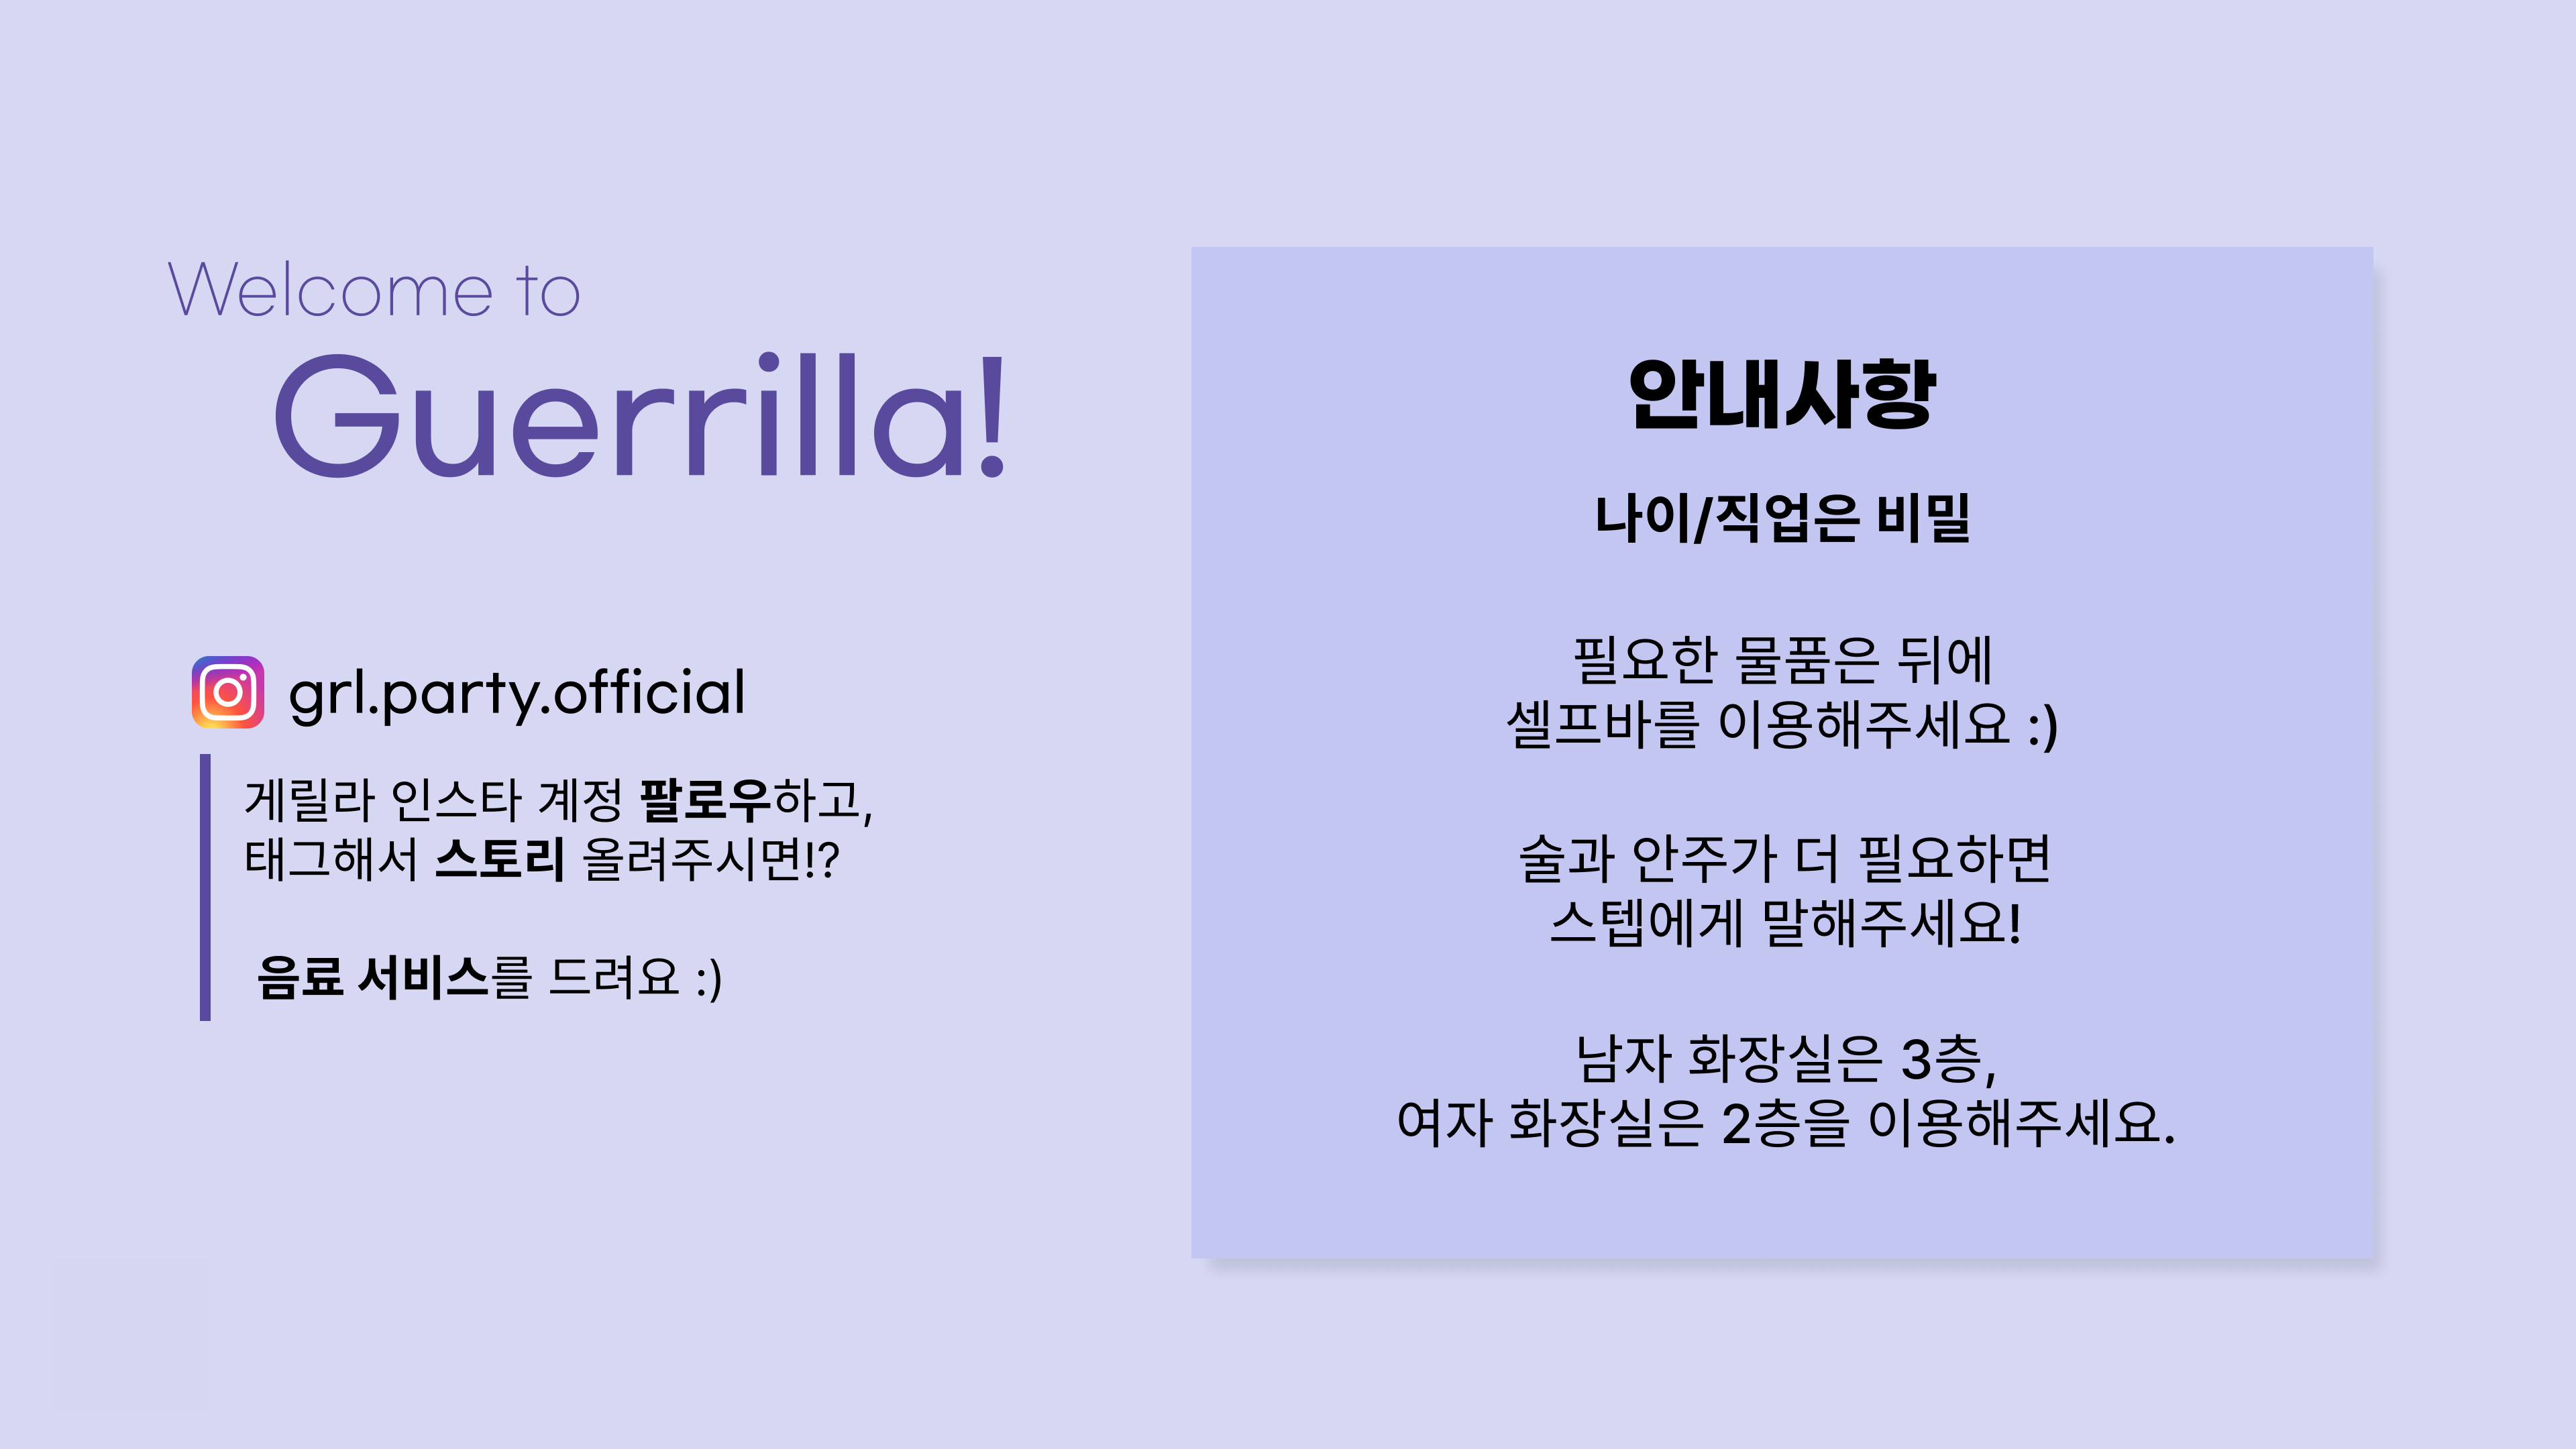 Welcome to
Guerrilla!
grl.party.official
게릴라 인스타 계정 팔로우하고,
태그해서 스토리 올려주시면!?
음료 서비스를 드려요 :)
안내사항
나이/직업은 비밀
필요한 물품은 뒤에
셀프바를 이용해주세요 :)
술과 안주가 더 필요하면
스텝에게 말해주세요!
남자 화장실은 3층,
여자 화장실은 2층을 이용해주세요.